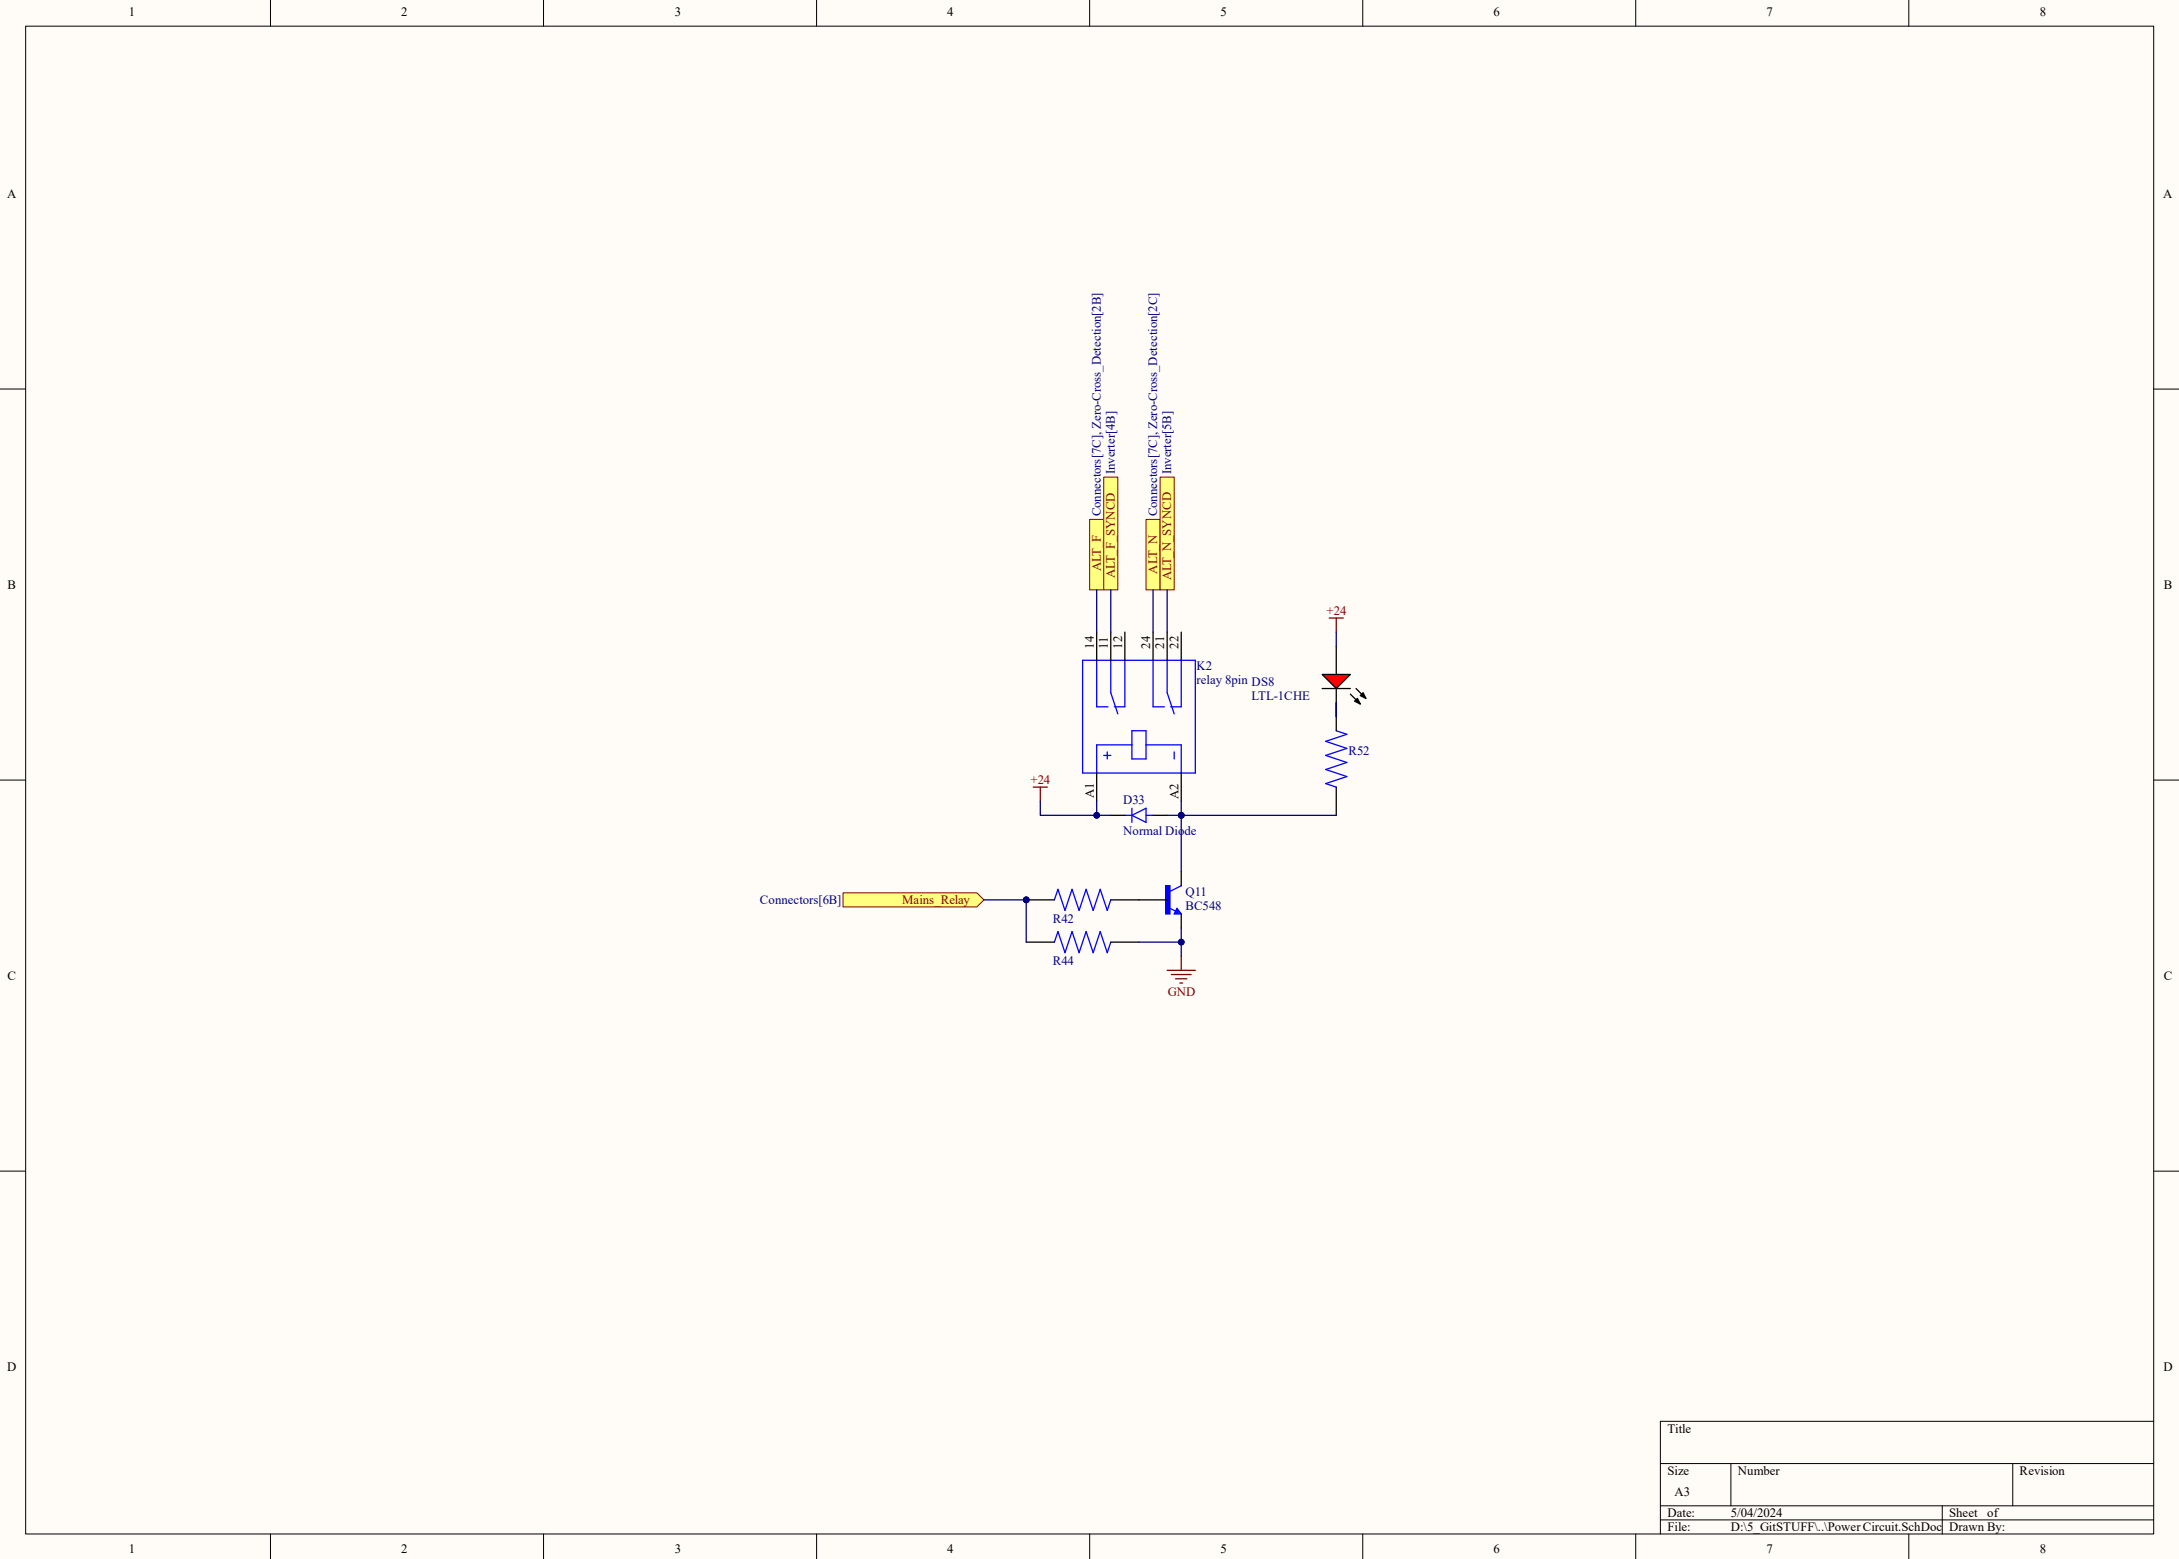 1 2 3 4 5 6 7 8
A A
Connectors[7C], Zero-Cross_Detection[2B]
Inverter[4B]
Connectors[7C], Zero-Cross_Detection[2C]
Inverter[5B]
ALT_F
ALT_F_SYNCD
ALT_N
ALT_N_SYNCD
B B
+24
14 11 12 24 21 22
K2
relay 8pin
DS8
LTL-1CHE
+ -
R52
+24
A1 A2
D33
Normal Diode
Connectors[6B] Mains_Relay
R42
Q11
BC548
R44
GND
C C
D D
Title
Size Number Revision
A3
Date: 5/04/2024 Sheet of
File: D:\5_GitSTUFF\..\Power Circuit.SchDoc Drawn By:
1 2 3 4 5 6 7 8